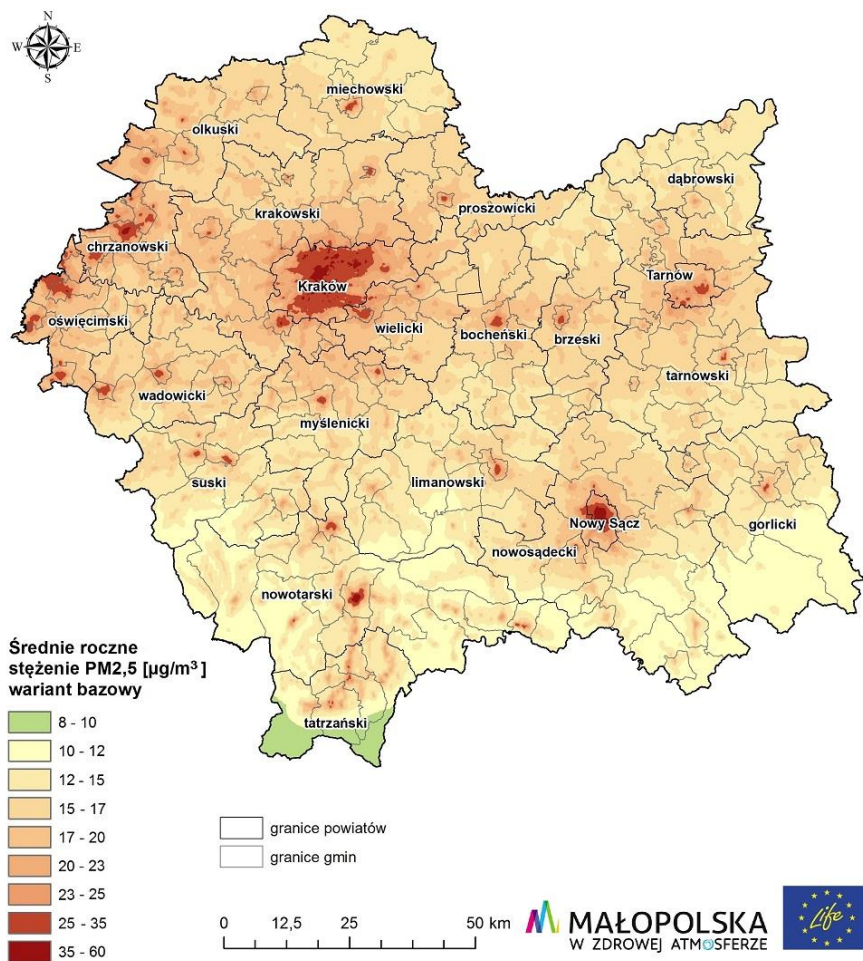 N
W E
S
miechowski
olkuski
dąbrowski
krakowski
proszowicki
chrzanowski
Tarnów
Kraków
oświęcimski
wielicki
bocheński
brzeski
tarnowski
wadowicki
myślenicki
suski
limanowski
Nowy Sącz
gorlicki
nowosądecki
nowotarski
tatrzański
Średnie roczne
stężenie PM2,5 [µg/m³]
wariant bazowy
8 - 10
10 - 12
12 - 15
15 - 17
17 - 20
20 - 23
23 - 25
25 - 35
35 - 60
granice powiatów
granice gmin
0 12,5 25 50 km
MAŁOPOLSKA
W ZDROWEJ ATMOSFERZE
Life